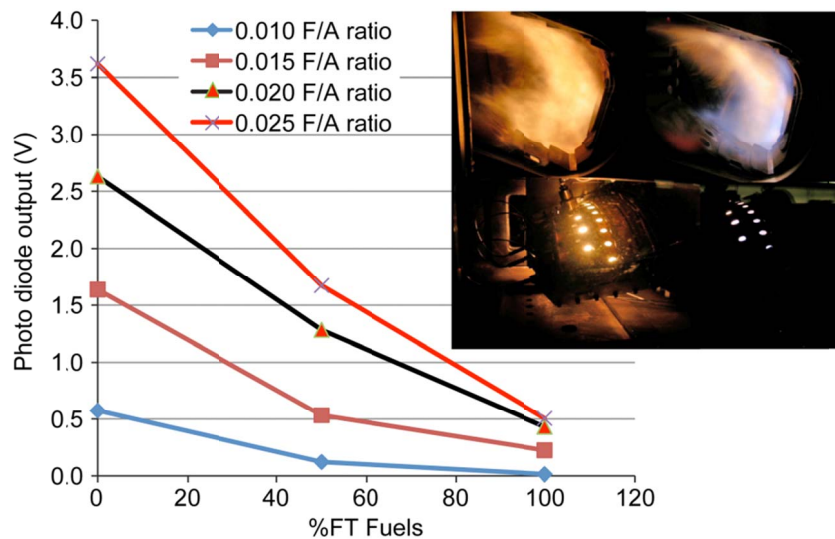 4.0
3.5
3.0
2.5
2.0
1.5
1.0
0.5
0.0
Photo diode output (V)
0.010 F/A ratio
0.015 F/A ratio
0.020 F/A ratio
0.025 F/A ratio
0 20 40 60 80 100 120
%FT Fuels